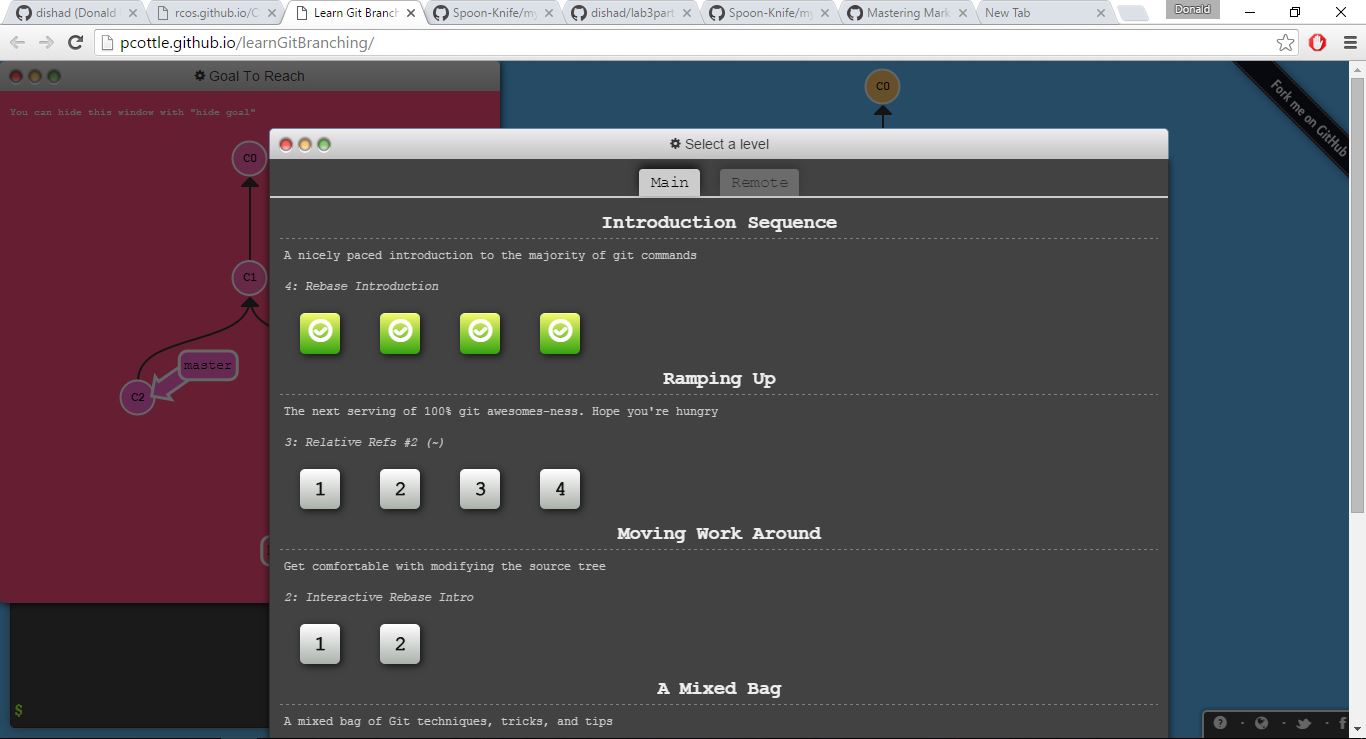 dishad (Donald
rcos.github.io/C
Learn Git Branch
Spoon-Knife/my
dishad/lab3part
Spoon-Knife/my
Mastering Mark
New Tab
Donald
pcottle.github.io/learnGitBranching/
Goal To Reach
You can hide this window with "hide goal"
C0
C1
master
C2
C0
Fork me on GitHub
Select a level
Main Remote
Introduction Sequence
A nicely paced introduction to the majority of git commands
4: Rebase Introduction
Ramping Up
The next serving of 100% git awesomes-ness. Hope you're hungry
3: Relative Refs #2 (~)
1 2 3 4
Moving Work Around
Get comfortable with modifying the source tree
2: Interactive Rebase Intro
1 2
A Mixed Bag
A mixed bag of Git techniques, tricks, and tips
$